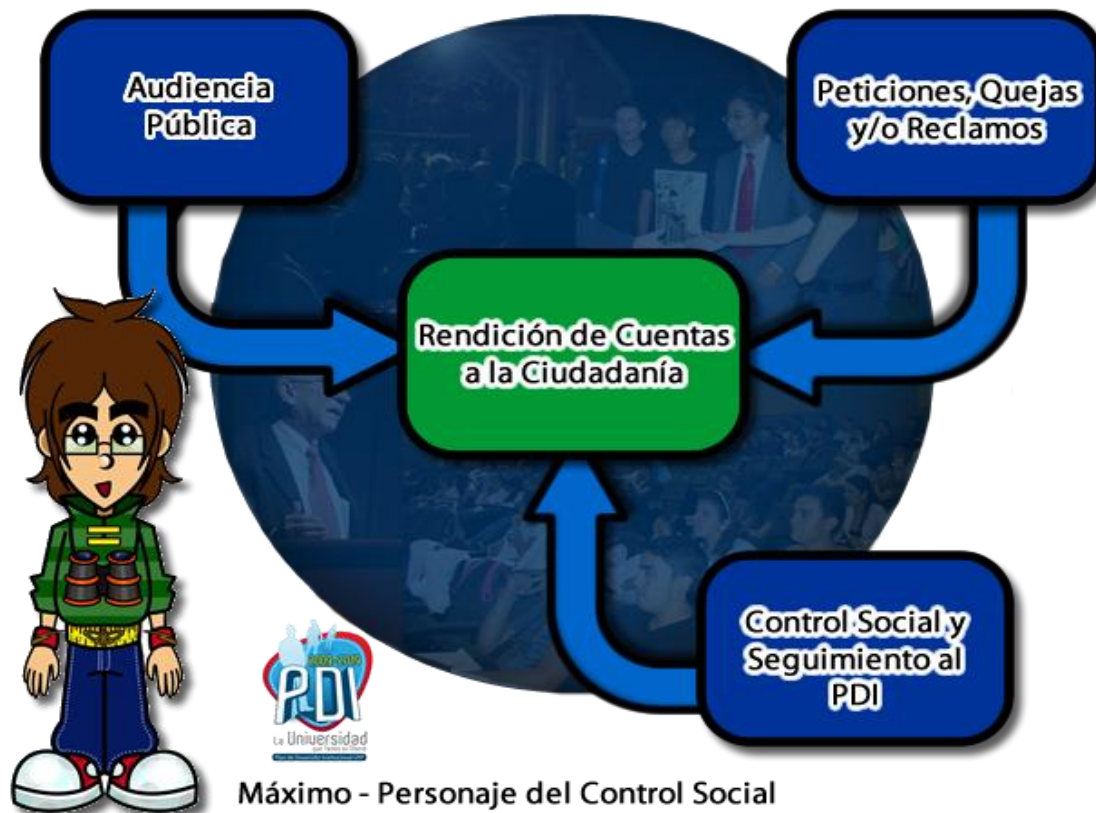 Audiencia
Pública
Peticiones, Quejas
y/o Reclamos
Rendición de Cuentas
a la Ciudadanía
Control Social y
Seguimiento al
PDI
PDI
La Universidad
Máximo - Personaje del Control Social